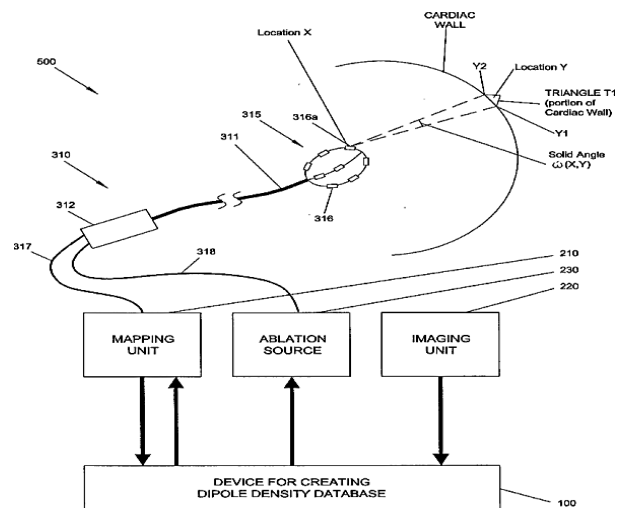 CARDIAC
WALL
Location X
500
Y2
Location Y
TRIANGLE T1
(portion of
Cardiac Wall)
315
316a
311
Y1
310
Solid Angle
ω(X,Y)
312
316
317
318
210
230
220
MAPPING
UNIT
ABLATION
SOURCE
IMAGING
UNIT
DEVICE FOR CREATING
DIPOLE DENSITY DATABASE
100